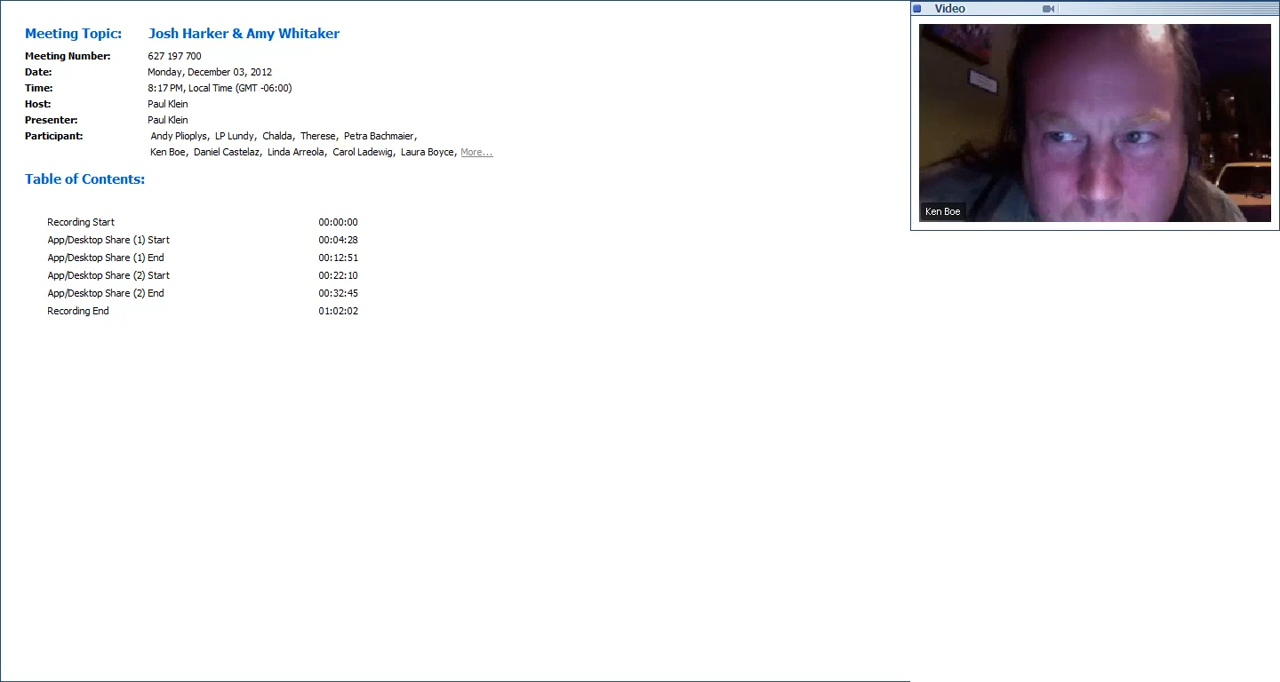 Video
Meeting Topic: Josh Harker & Amy Whitaker
Meeting Number: 627 197 700
Date: Monday, December 03, 2012
Time: 8:17 PM, Local Time (GMT -06:00)
Host: Paul Klein
Presenter: Paul Klein
Participant: Andy Plioplys, LP Lundy, Chalda, Therese, Petra Bachmaier,
Ken Boe, Daniel Castelaz, Linda Arreola, Carol Ladewig, Laura Boyce, More...
Table of Contents:
Recording Start 00:00:00
App/Desktop Share (1) Start 00:04:28
App/Desktop Share (1) End 00:12:51
App/Desktop Share (2) Start 00:22:10
App/Desktop Share (2) End 00:32:45
Recording End 01:02:02
Ken Boe